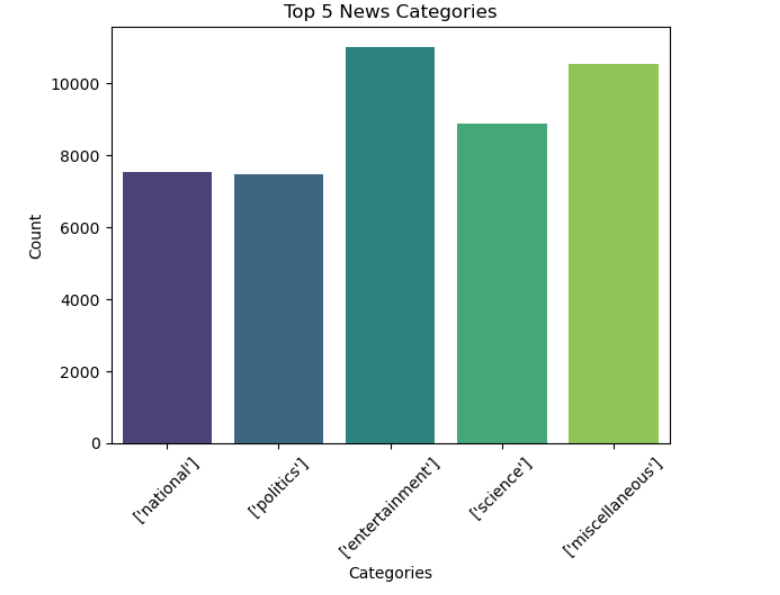 Top 5 News Categories
Count
10000
8000
6000
4000
2000
0
['national']
['politics']
['entertainment']
['science']
['miscellaneous']
Categories